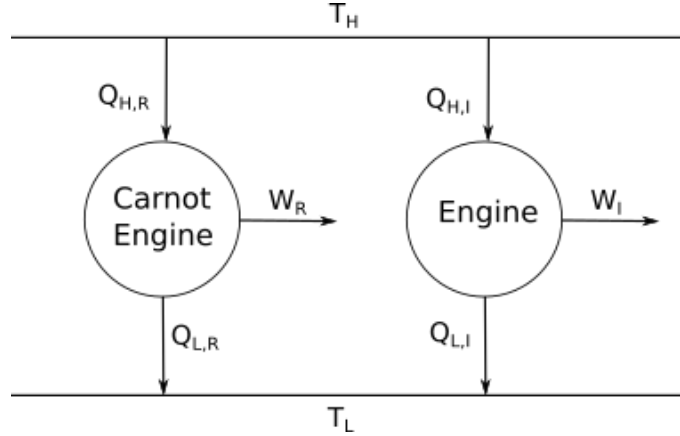 T_H
Q_H,R
Q_H,I
Carnot
Engine
W_R
Engine
W_I
Q_L,R
Q_L,I
T_L